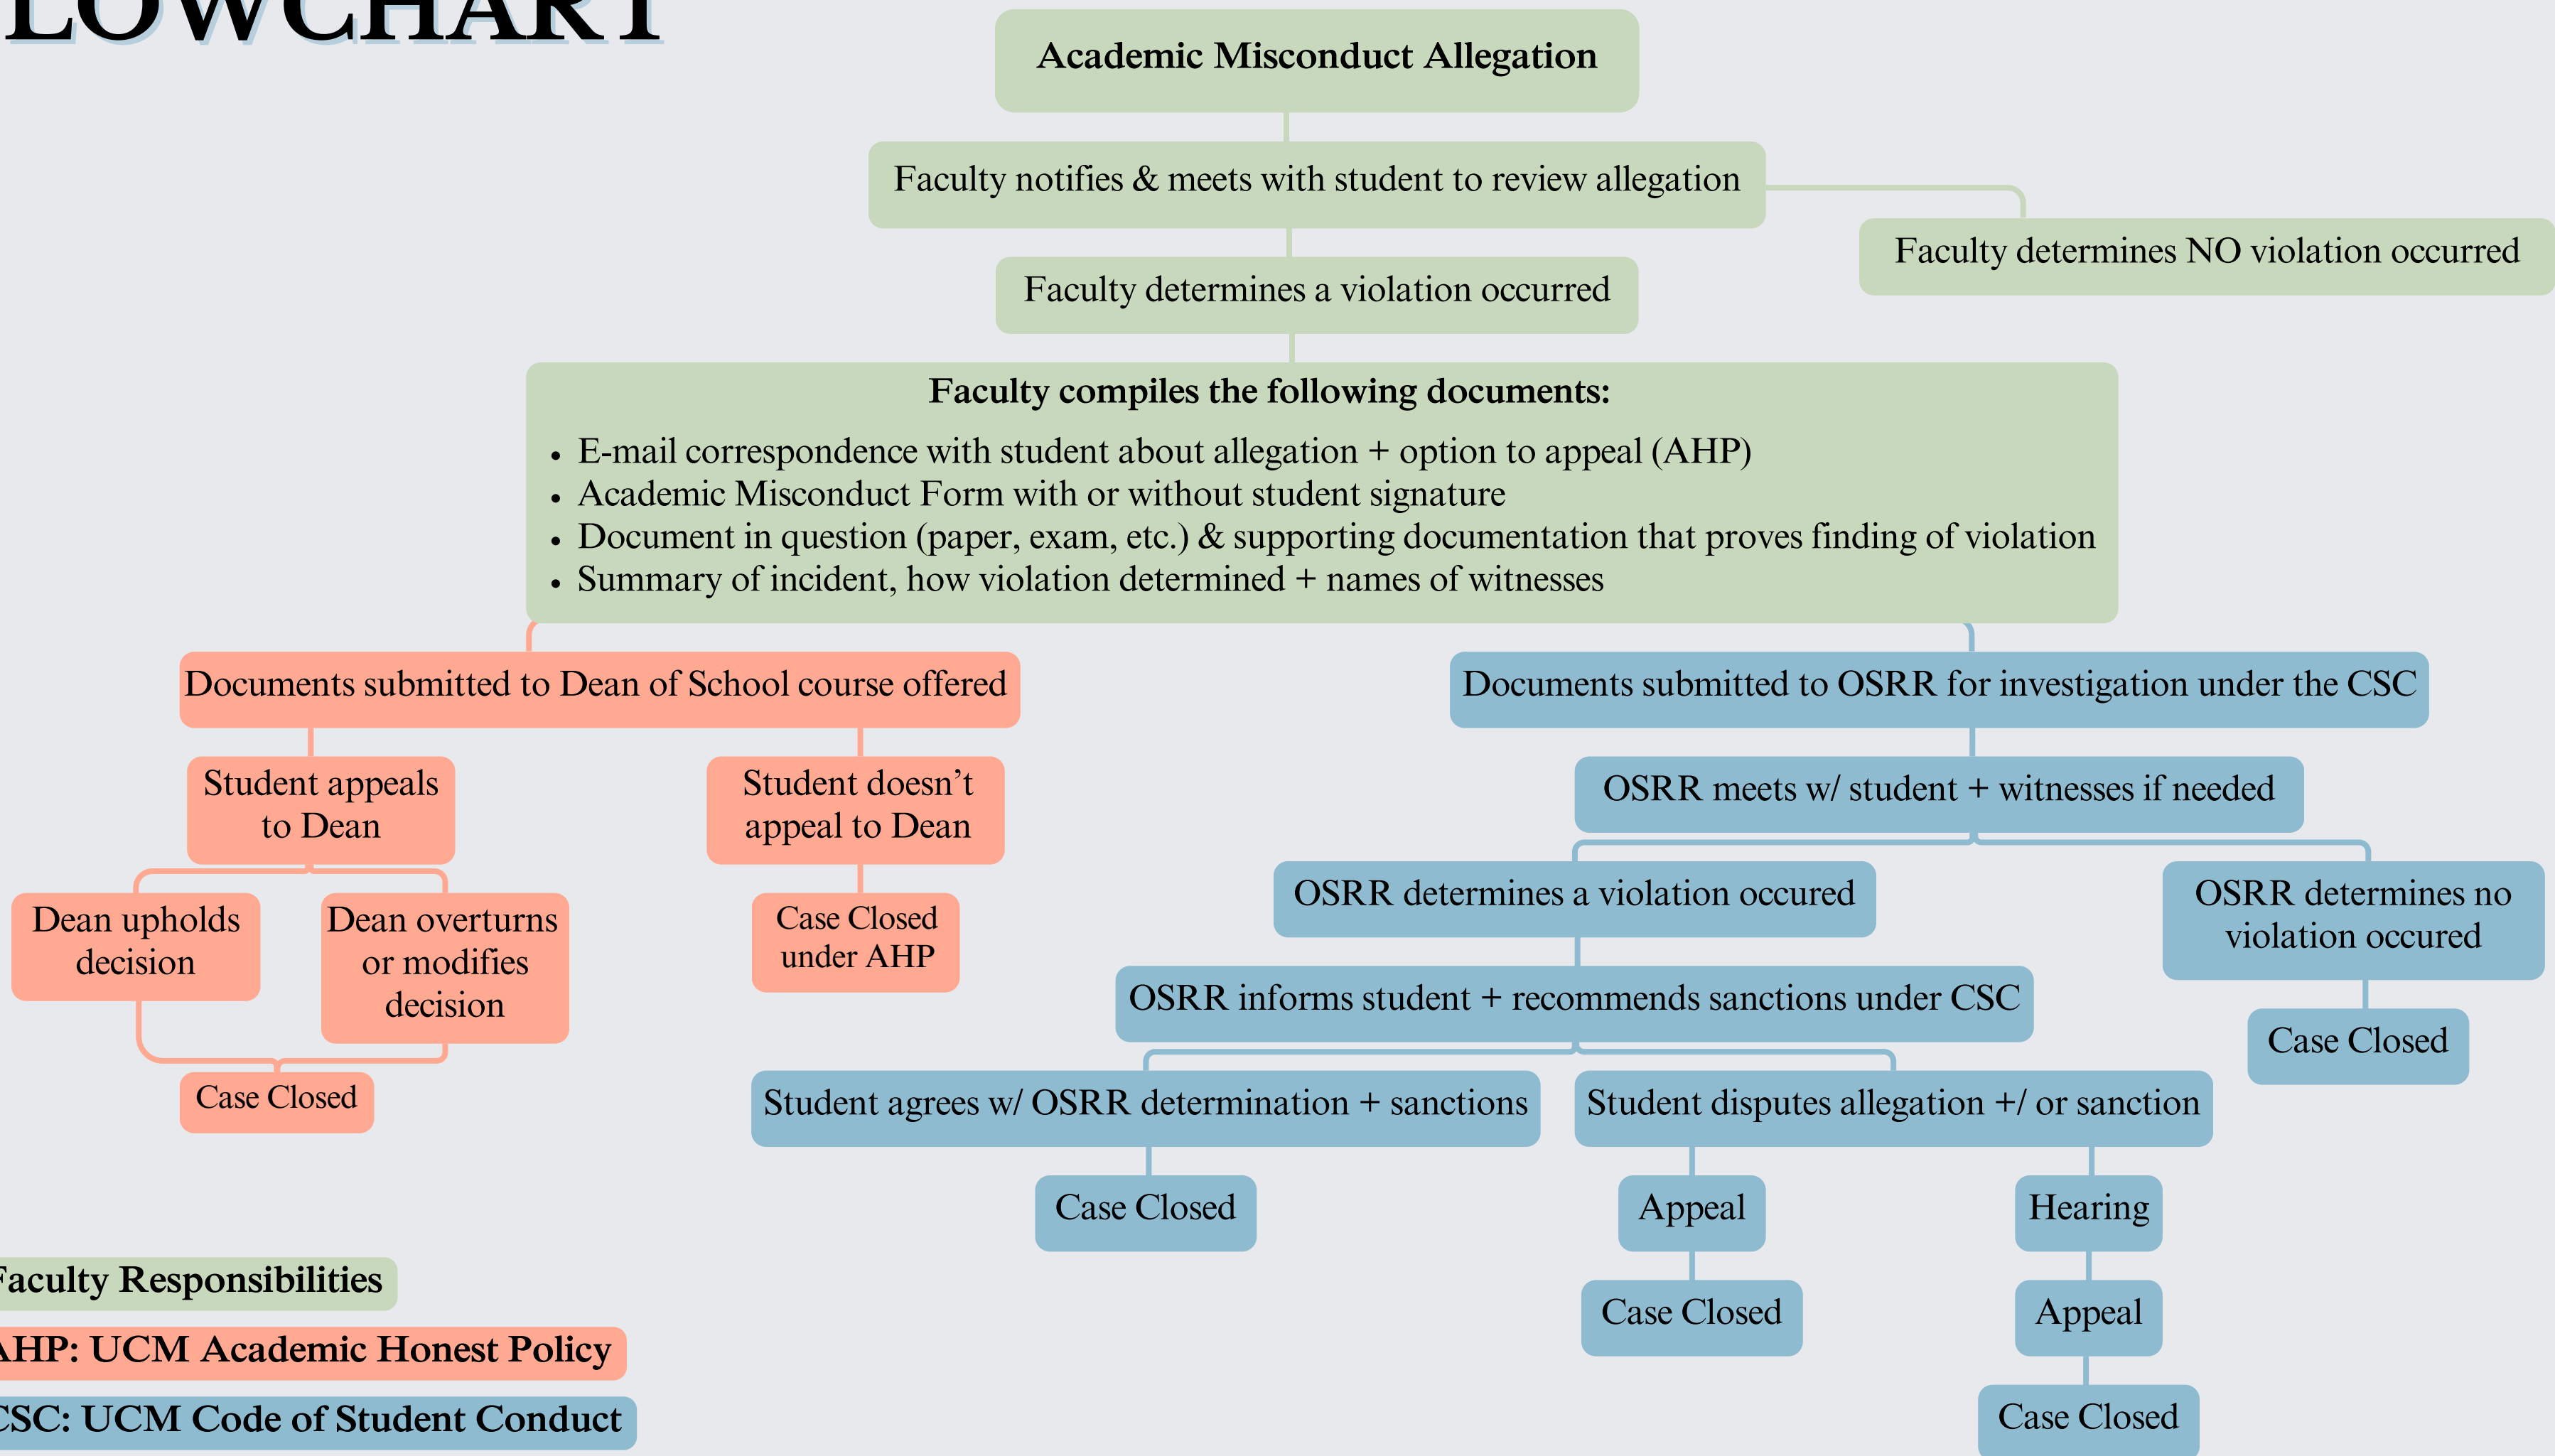 LOWCHART
Academic Misconduct Allegation
Faculty notifies & meets with student to review allegation
Faculty determines NO violation occurred
Faculty determines a violation occurred
Faculty compiles the following documents:
• E-mail correspondence with student about allegation + option to appeal (AHP)
• Academic Misconduct Form with or without student signature
• Document in question (paper, exam, etc.) & supporting documentation that proves finding of violation
• Summary of incident, how violation determined + names of witnesses
Documents submitted to Dean of School course offered
Student appeals
to Dean
Student doesn’t
appeal to Dean
Dean upholds
decision
Dean overturns
or modifies
decision
Case Closed
under AHP
Case Closed
Documents submitted to OSRR for investigation under the CSC
OSRR meets w/ student + witnesses if needed
OSRR determines a violation occured
OSRR determines no
violation occured
OSRR informs student + recommends sanctions under CSC
Case Closed
Student agrees w/ OSRR determination + sanctions
Student disputes allegation +/ or sanction
Case Closed
Appeal
Hearing
Case Closed
Appeal
Case Closed
Faculty Responsibilities
AHP: UCM Academic Honest Policy
CSC: UCM Code of Student Conduct